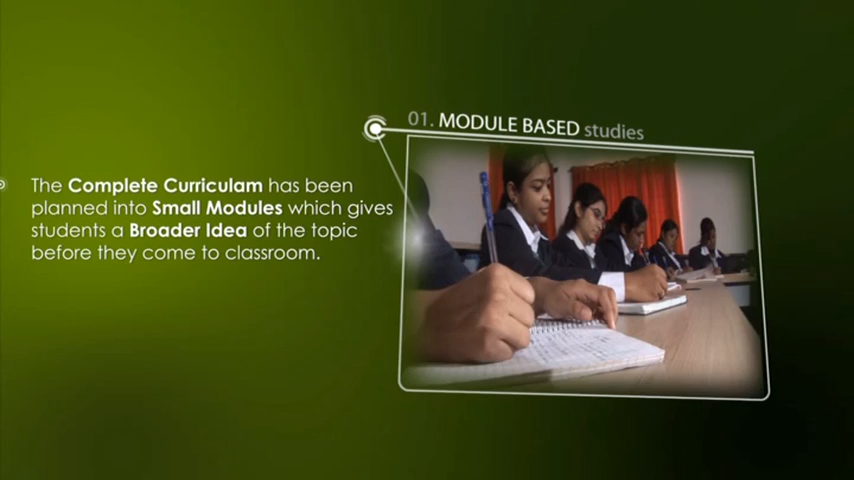 01. MODULE BASED studies
The Complete Curriculam has been
planned into Small Modules which gives
students a Broader Idea of the topic
before they come to classroom.